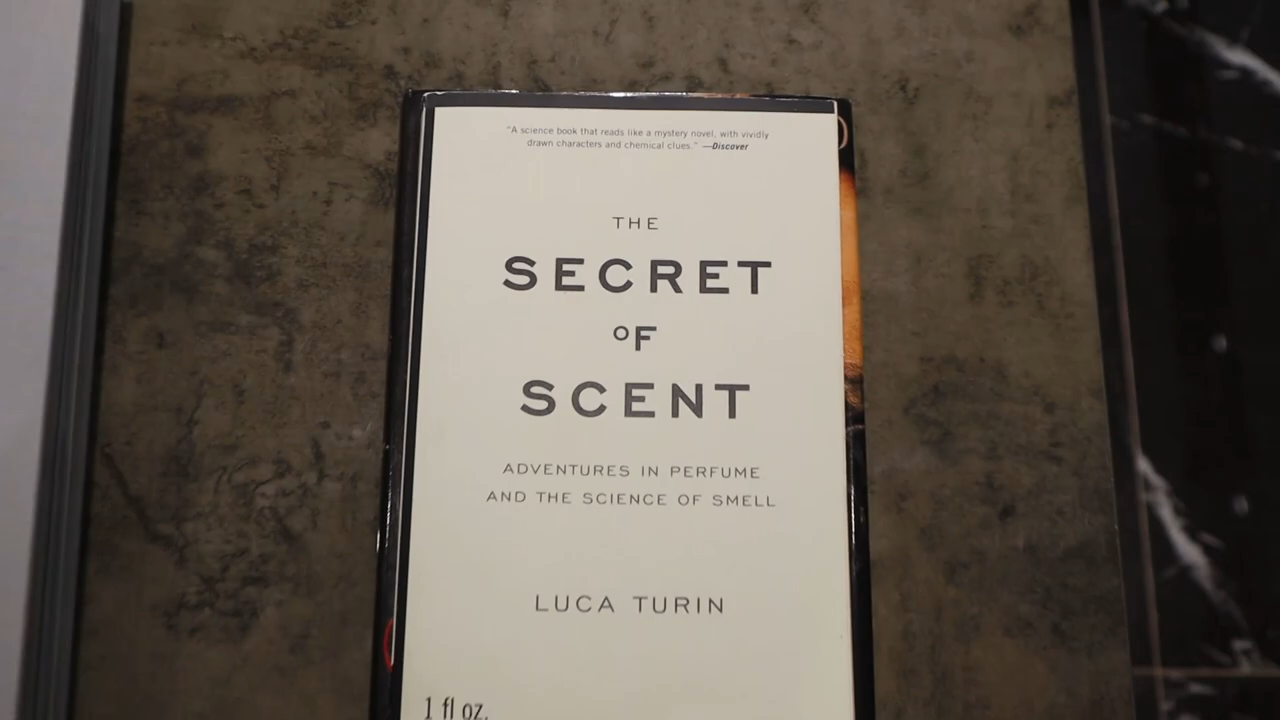 "A science book that reads like a mystery novel, with vividly
drawn characters and chemical clues." —Discover
THE
SECRET
OF
SCENT
ADVENTURES IN PERFUME
AND THE SCIENCE OF SMELL
LUCA TURIN
1 fl oz.